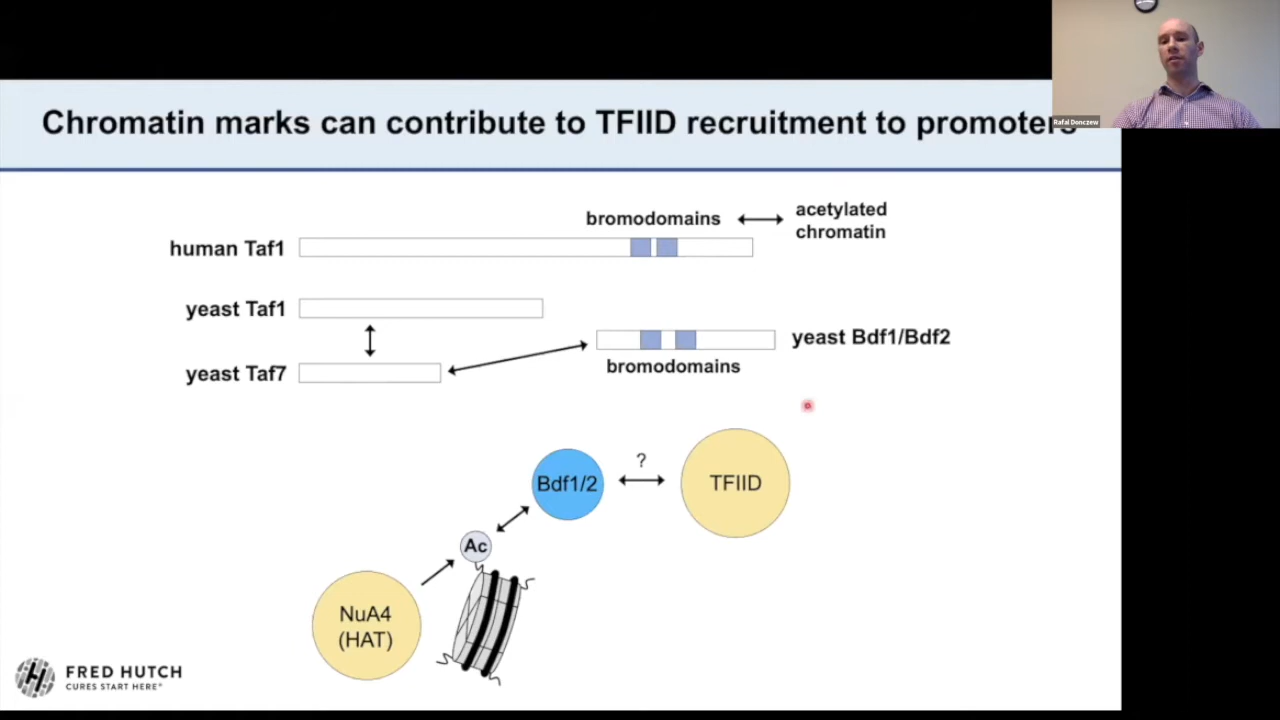 Rafal Donczew
Chromatin marks can contribute to TFIID recruitment to promoters
bromodomains
acetylated
chromatin
human Taf1
yeast Taf1
yeast Bdf1/Bdf2
bromodomains
yeast Taf7
?
Bdf1/2
TFIID
Ac
NuA4
(HAT)
FRED HUTCH
CURES START HERE®